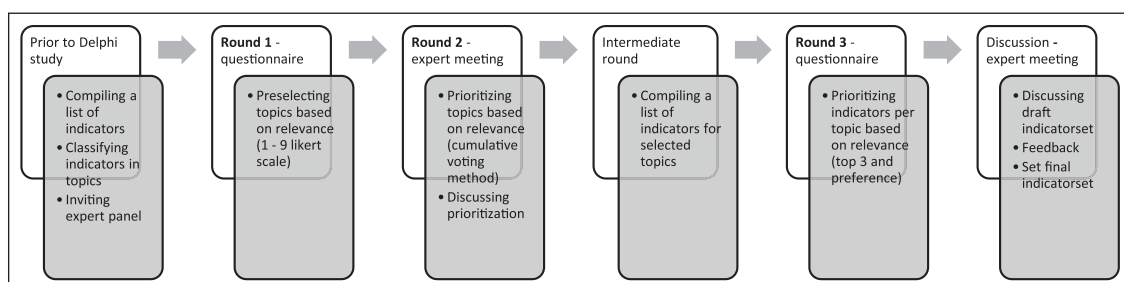 Prior to Delphi
study
• Compiling a
list of
indicators
• Classifying
indicators in
topics
• Inviting
expert panel
Round 1 -
questionnaire
• Preselecting
topics based
on relevance
(1 - 9 likert
scale)
Round 2 -
expert meeting
• Prioritizing
topics based
on relevance
(cumulative
voting
method)
• Discussing
prioritization
Intermediate
round
• Compiling a
list of
indicators for
selected
topics
Round 3 -
questionnaire
• Prioritizing
indicators per
topic based
on relevance
(top 3 and
preference)
Discussion -
expert meeting
• Discussing
draft
indicatorset
• Feedback
• Set final
indicatorset